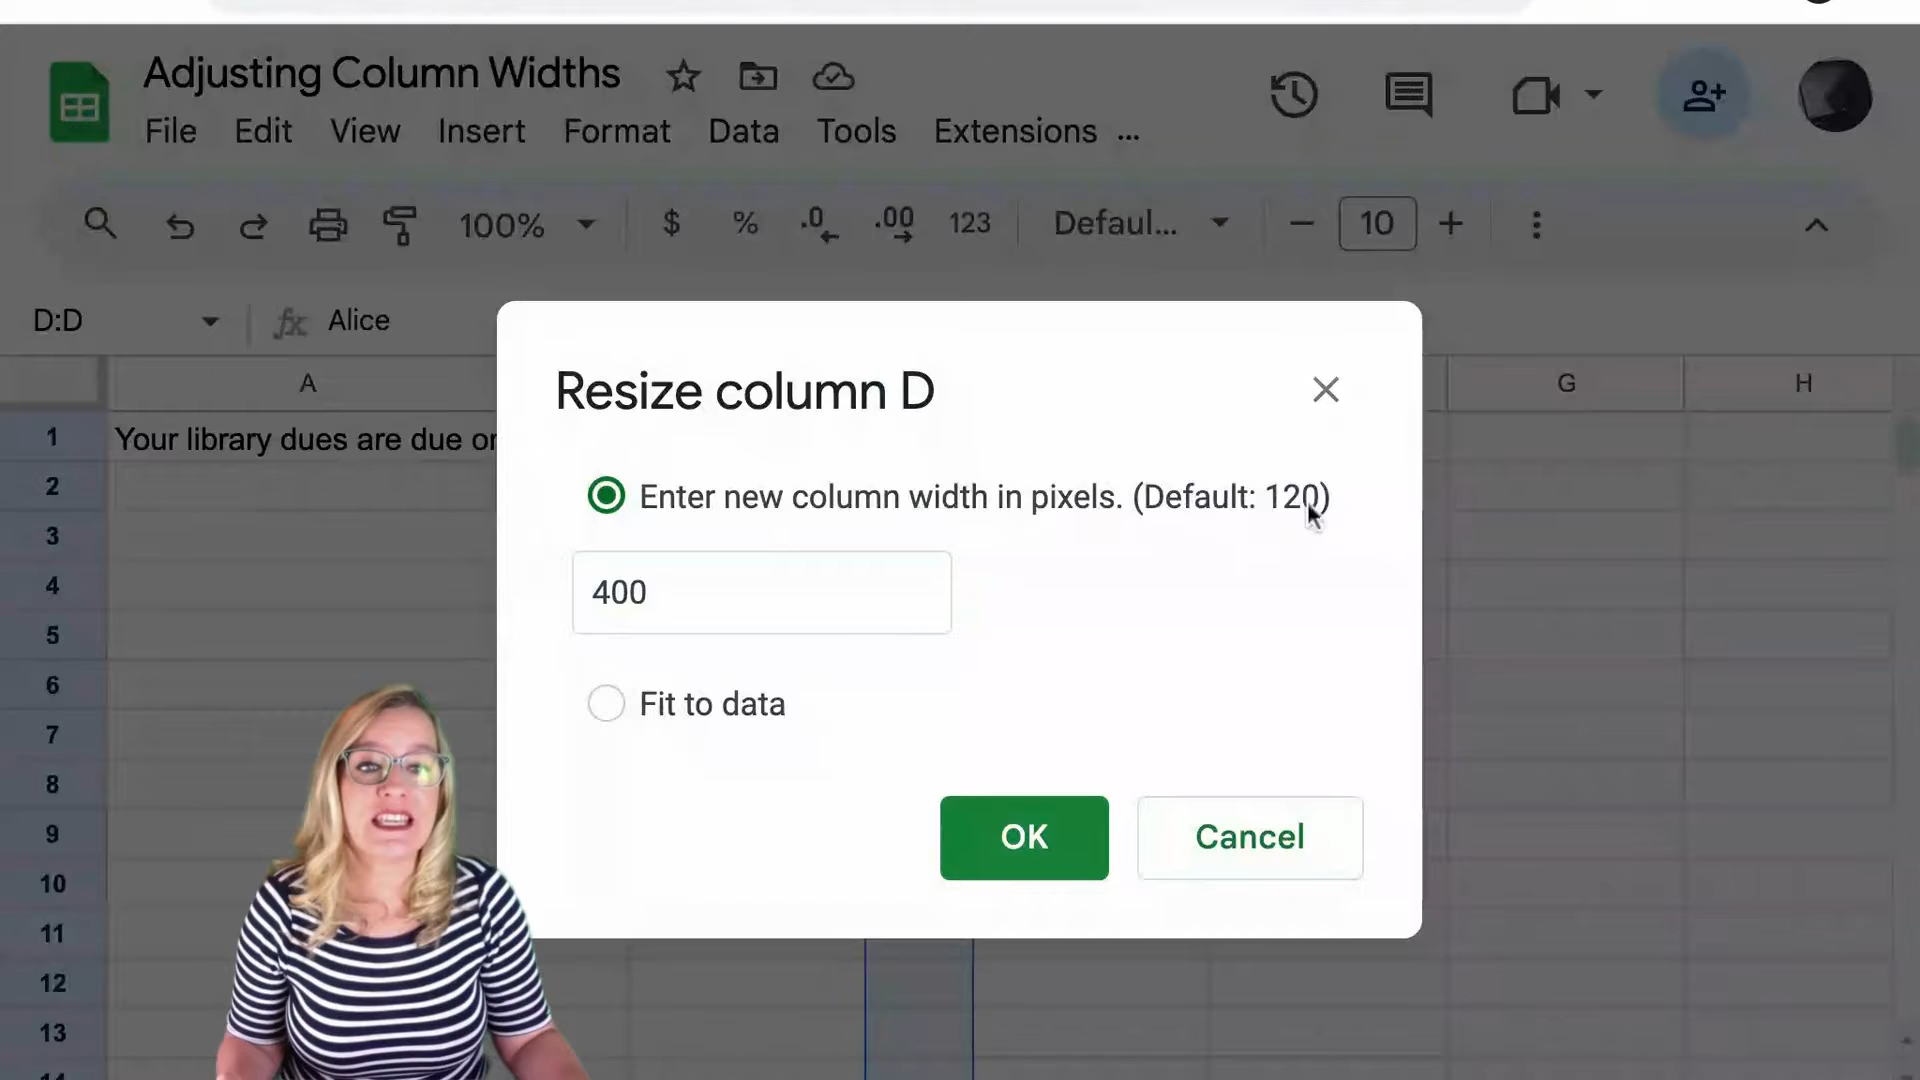 Adjusting Column Widths
File Edit View Insert Format Data Tools Extensions ...
100% $ % .0 .00 123 Defaul... 10
D:D fx Alice
A G H
Resize column D
1 Your library dues are due or
Enter new column width in pixels. (Default: 120)
2
3
4
400
5
6
Fit to data
7
8
9
OK Cancel
10
11
12
13
14